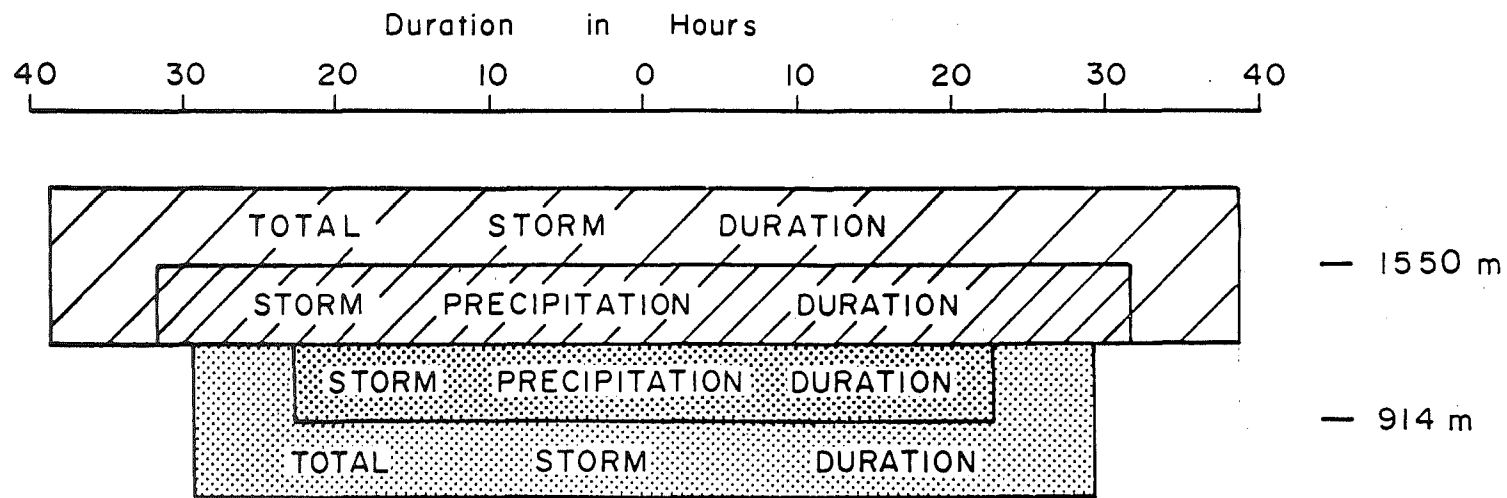 Duration in Hours
40 30 20 10 0 10 20 30 40
TOTAL STORM DURATION
1550 m
STORM PRECIPITATION DURATION
STORM PRECIPITATION DURATION
914 m
TOTAL STORM DURATION